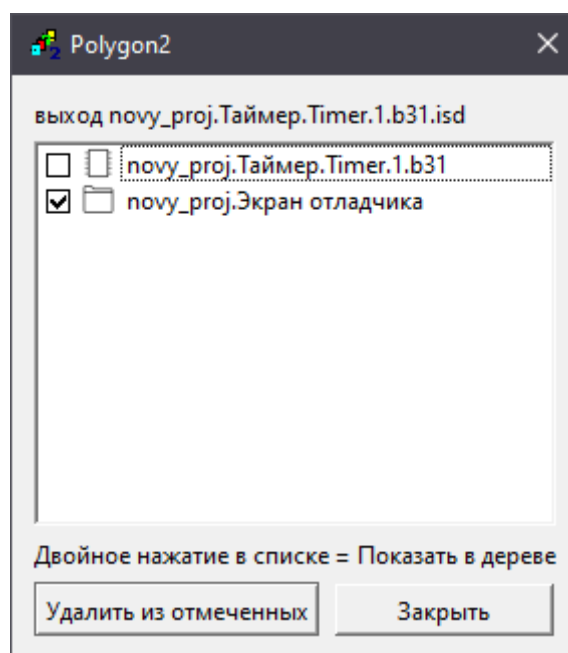 Polygon2
выход novy_proj.Таймер.Timer.1.b31.isd
novy_proj.Таймер.Timer.1.b31
novy_proj.Экран отладчика
Двойное нажатие в списке = Показать в дереве
Удалить из отмеченных
Закрыть